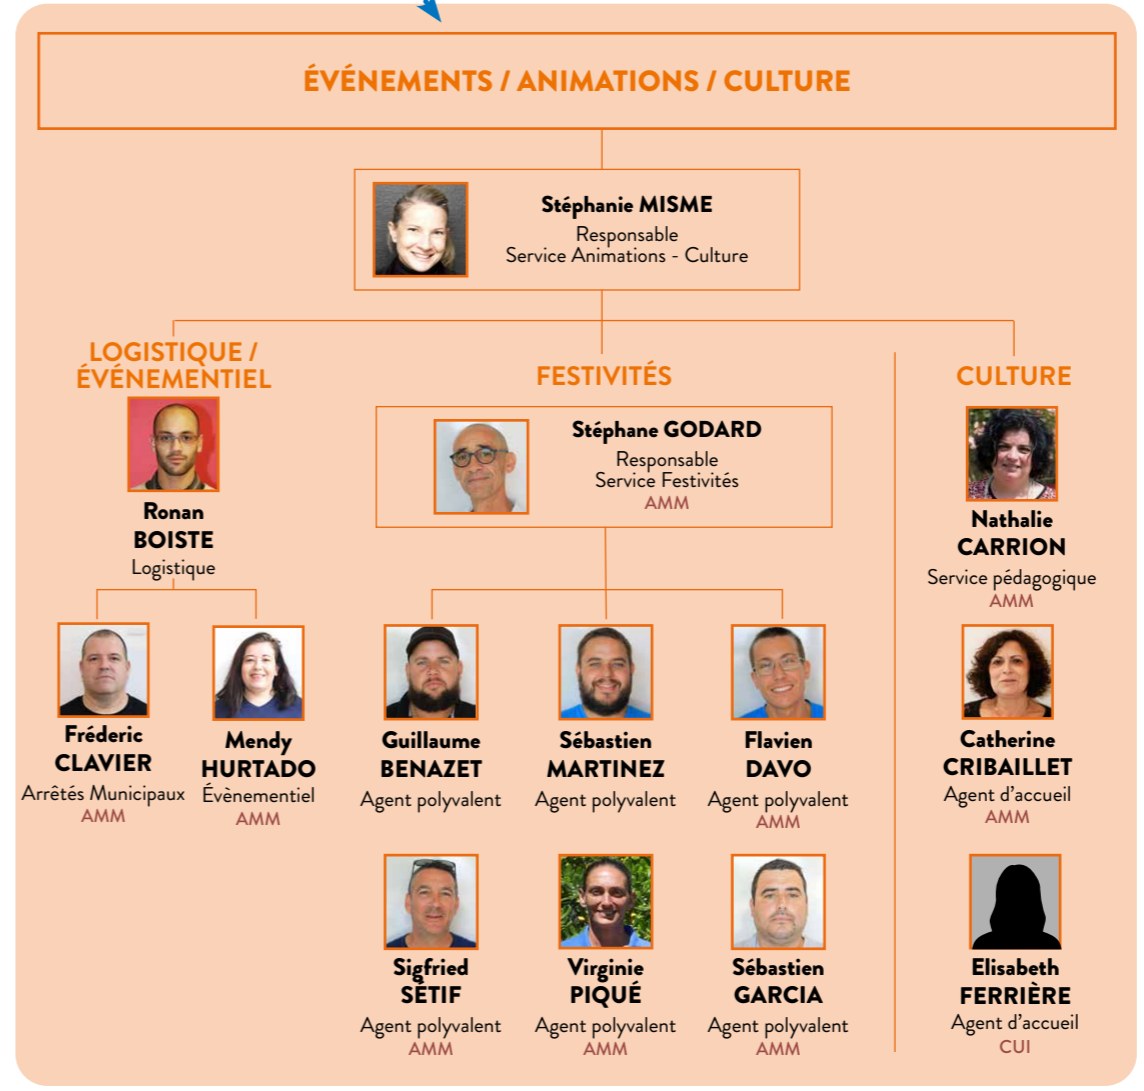 ÉVÉNEMENTS / ANIMATIONS / CULTURE
Stéphanie MISME
Responsable
Service Animations - Culture
LOGISTIQUE /
ÉVÉNEMENTIEL
Ronan
BOISTE
Logistique
Fréderic
CLAVIER
Arrêtés Municipaux
AMM
Mendy
HURTADO
Évènementiel
AMM
FESTIVITÉS
Stéphane GODARD
Responsable
Service Festivités
AMM
Guillaume
BENAZET
Agent polyvalent
Sébastien
MARTINEZ
Agent polyvalent
Flavien
DAVO
Agent polyvalent
AMM
Sigfried
SÉTIF
Agent polyvalent
AMM
Virginie
PIQUÉ
Agent polyvalent
AMM
Sébastien
GARCIA
Agent polyvalent
AMM
CULTURE
Nathalie
CARRION
Service pédagogique
AMM
Catherine
CRIBAILLET
Agent d'accueil
AMM
Elisabeth
FERRIÈRE
Agent d'accueil
CUI